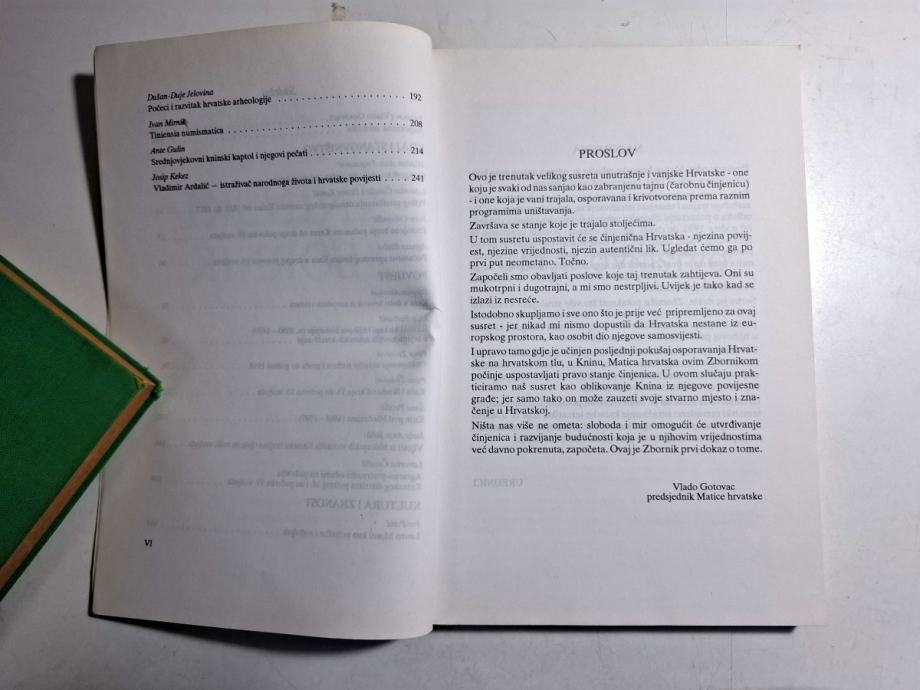 Dušan-Duje Jelovina
Počeci i razvitak hrvatske arheologije . . . . . . . . . . . . . . . . . . . . . . 192
Ivan Mirnik
Tiniensia numismatica . . . . . . . . . . . . . . . . . . . . . . . . . . . . . 208
Ante Gulin
Srednjovjekovni kninski kaptol i njegovi pečati . . . . . . . . . . . . . . . . . 214
Josip Kekez
Vladimir Ardalić – istraživač narodnoga života i hrvatske povijesti . . . . . 241
VI
PROSLOV
Ovo je trenutak velikog susreta unutrašnje i vanjske Hrvatske - one
koju je svaki od nas sanjao kao zabranjenu tajnu (čarobnu činjenicu)
- i one koja je vani trajala, osporavana i krivotvorena prema raznim
programima uništavanja.
Završava se stanje koje je trajalo stoljećima.
U tom susretu uspostavit će se činjenična Hrvatska - njezina povij-
est, njezine vrijednosti, njezin autentični lik. Ugledat ćemo ga po
prvi put neometano. Točno.
Započeli smo obavljati poslove koje taj trenutak zahtijeva. Oni su
mukotrpni i dugotrajni, a mi smo nestrpljivi. Uvijek je tako kad se
izlazi iz nesreće.
Istodobno skupljamo i sve ono što je prije već pripremljeno za ovaj
susret - jer nikad mi nismo dopustili da Hrvatska nestane iz eu-
ropskog prostora, kao osobit dio njegove samosvijesti.
I upravo tamo gdje je učinjen posljednji pokušaj osporavanja Hrvat-
ske na hrvatskom tlu, u Kninu, Matica hrvatska ovim Zbornikom
počinje uspostavljati pravo stanje činjenica. U ovom slučaju prak-
ticiramo naš susret kao oblikovanje Knina iz njegove povijesne
građe; jer samo tako on može zauzeti svoje stvarno mjesto i zna-
čenje u Hrvatskoj.
Ništa nas više ne ometa: sloboda i mir omogućit će utvrđivanje
činjenica i razvijanje budućnosti koja je u njihovim vrijednostima
već davno pokrenuta, započeta. Ovaj je Zbornik prvi dokaz o tome.
Vlado Gotovac
predsjednik Matice hrvatske